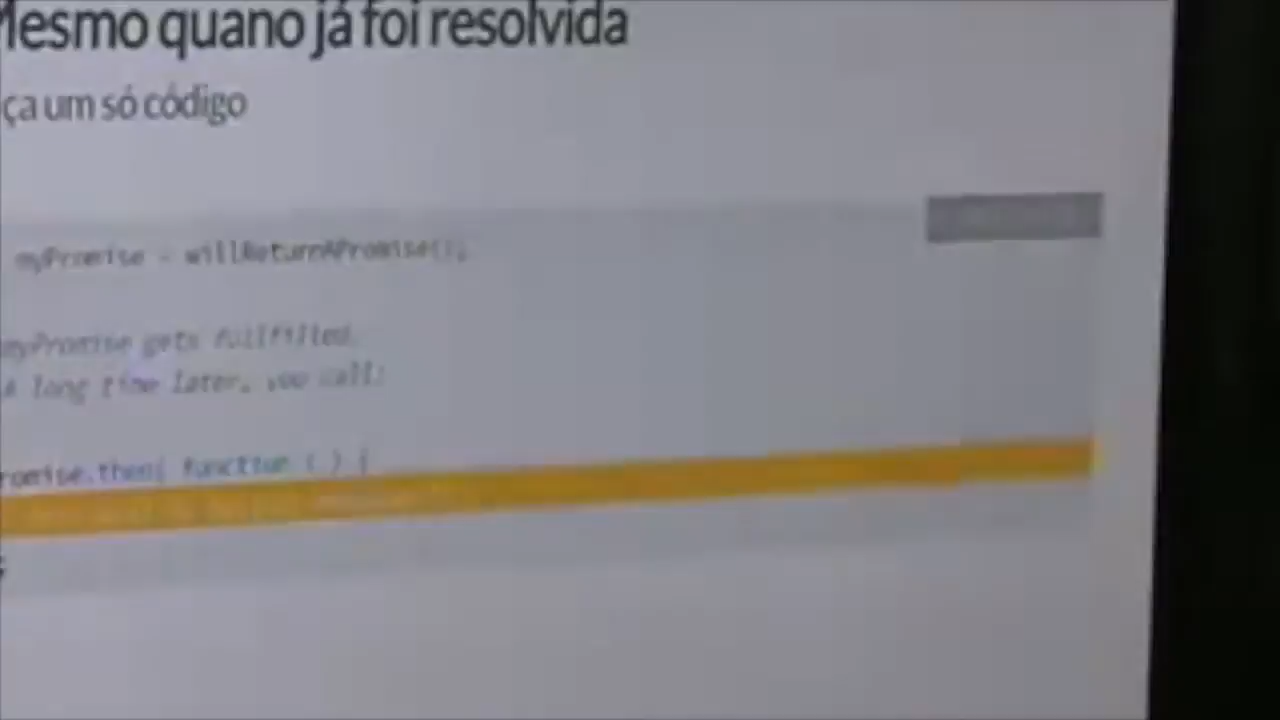 Mesmo quano já foi resolvida
ça um só código
myPromise = willReturnAPromise();
myPromise gets fullfilled.
A long time later, you call:
romise.then( function ( ) {